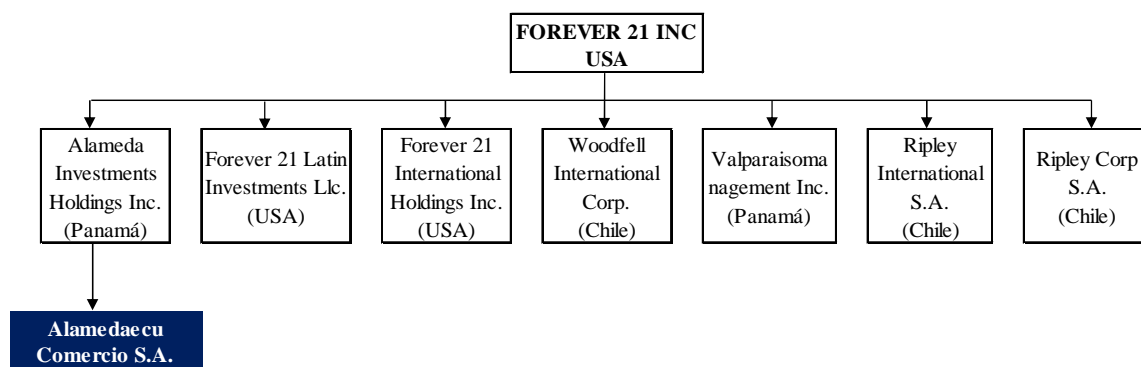 FOREVER 21 INC
USA
Alameda
Investments
Holdings Inc.
(Panamá)
Forever 21 Latin
Investments Llc.
(USA)
Forever 21
International
Holdings Inc.
(USA)
Woodfell
International
Corp.
(Chile)
Valparaisoma
nagement Inc.
(Panamá)
Ripley
International
S.A.
(Chile)
Ripley Corp
S.A.
(Chile)
Alamedaecu
Comercio S.A.